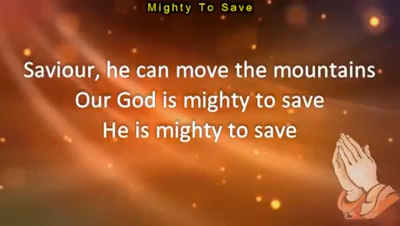 Mighty To Save
Saviour, he can move the mountains
Our God is mighty to save
He is mighty to save